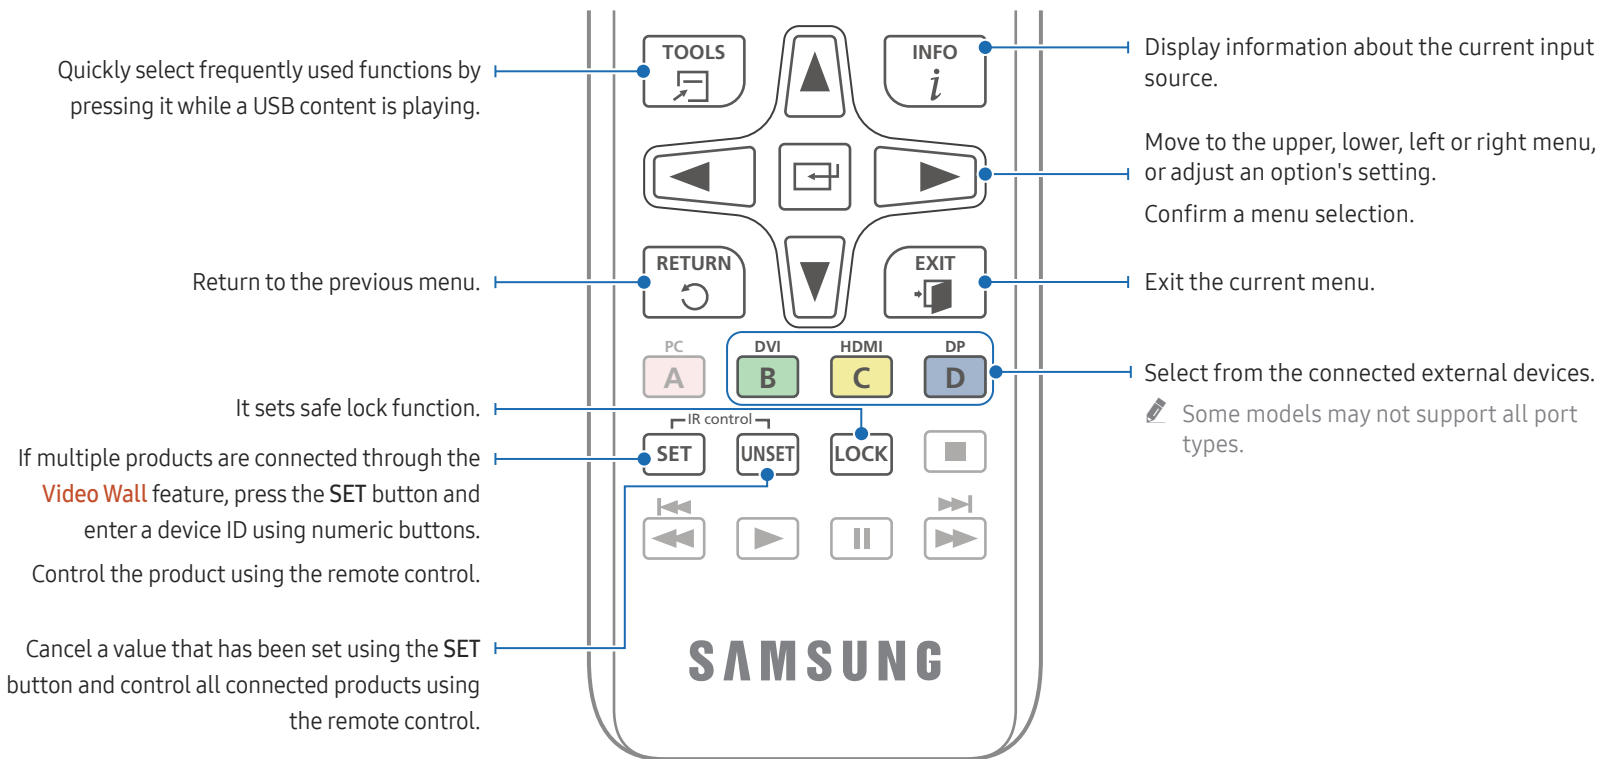 Quickly select frequently used functions by
pressing it while a USB content is playing.
Return to the previous menu.
It sets safe lock function.
If multiple products are connected through the
Video Wall feature, press the SET button and
enter a device ID using numeric buttons.
Control the product using the remote control.
Cancel a value that has been set using the SET
button and control all connected products using
the remote control.
TOOLS
INFO
i
RETURN
EXIT
PC
DVI
HDMI
DP
A
B
C
D
IR control
SET
UNSET
LOCK
SAMSUNG
Display information about the current input
source.
Move to the upper, lower, left or right menu,
or adjust an option's setting.
Confirm a menu selection.
Exit the current menu.
Select from the connected external devices.
Some models may not support all port
types.